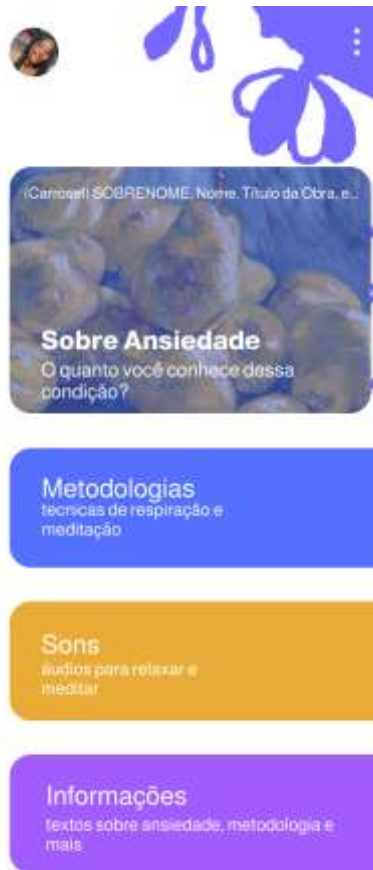 (Carrosel) SOBRENOME, Nome. Título da Obra, e...
Sobre Ansiedade
O quanto você conhece dessa
condição?
Metodologias
tecnicas de respiração e
meditação
Sons
áudios para relaxar e
meditar
Informações
textos sobre ansiedade, metodologia e
mais